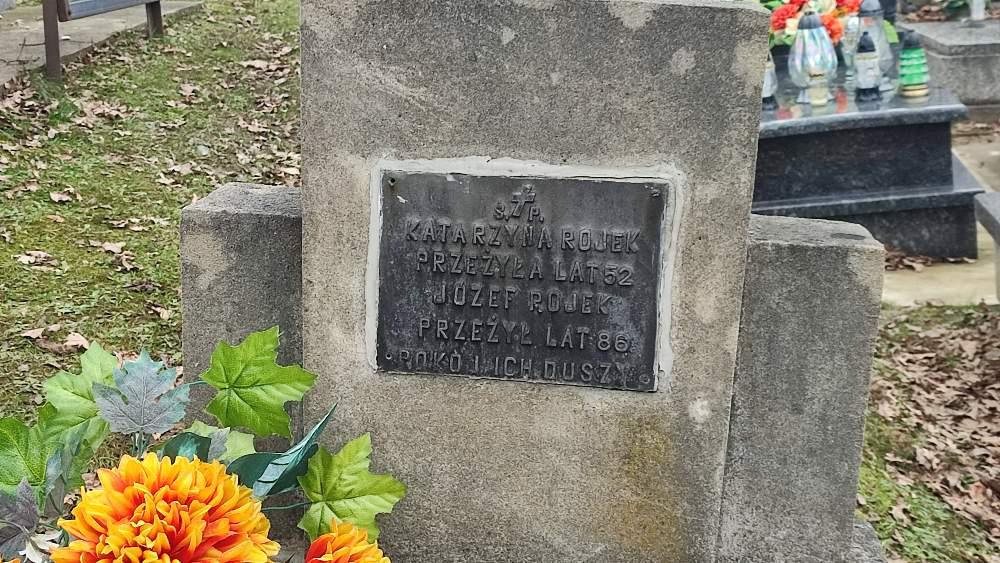 Ś.P.
KATARZYNA ROJEK
PRZEŻYŁA LAT 52
JÓZEF ROJEK
PRZEŻYŁ LAT 86
POKÓJ ICH DUSZY